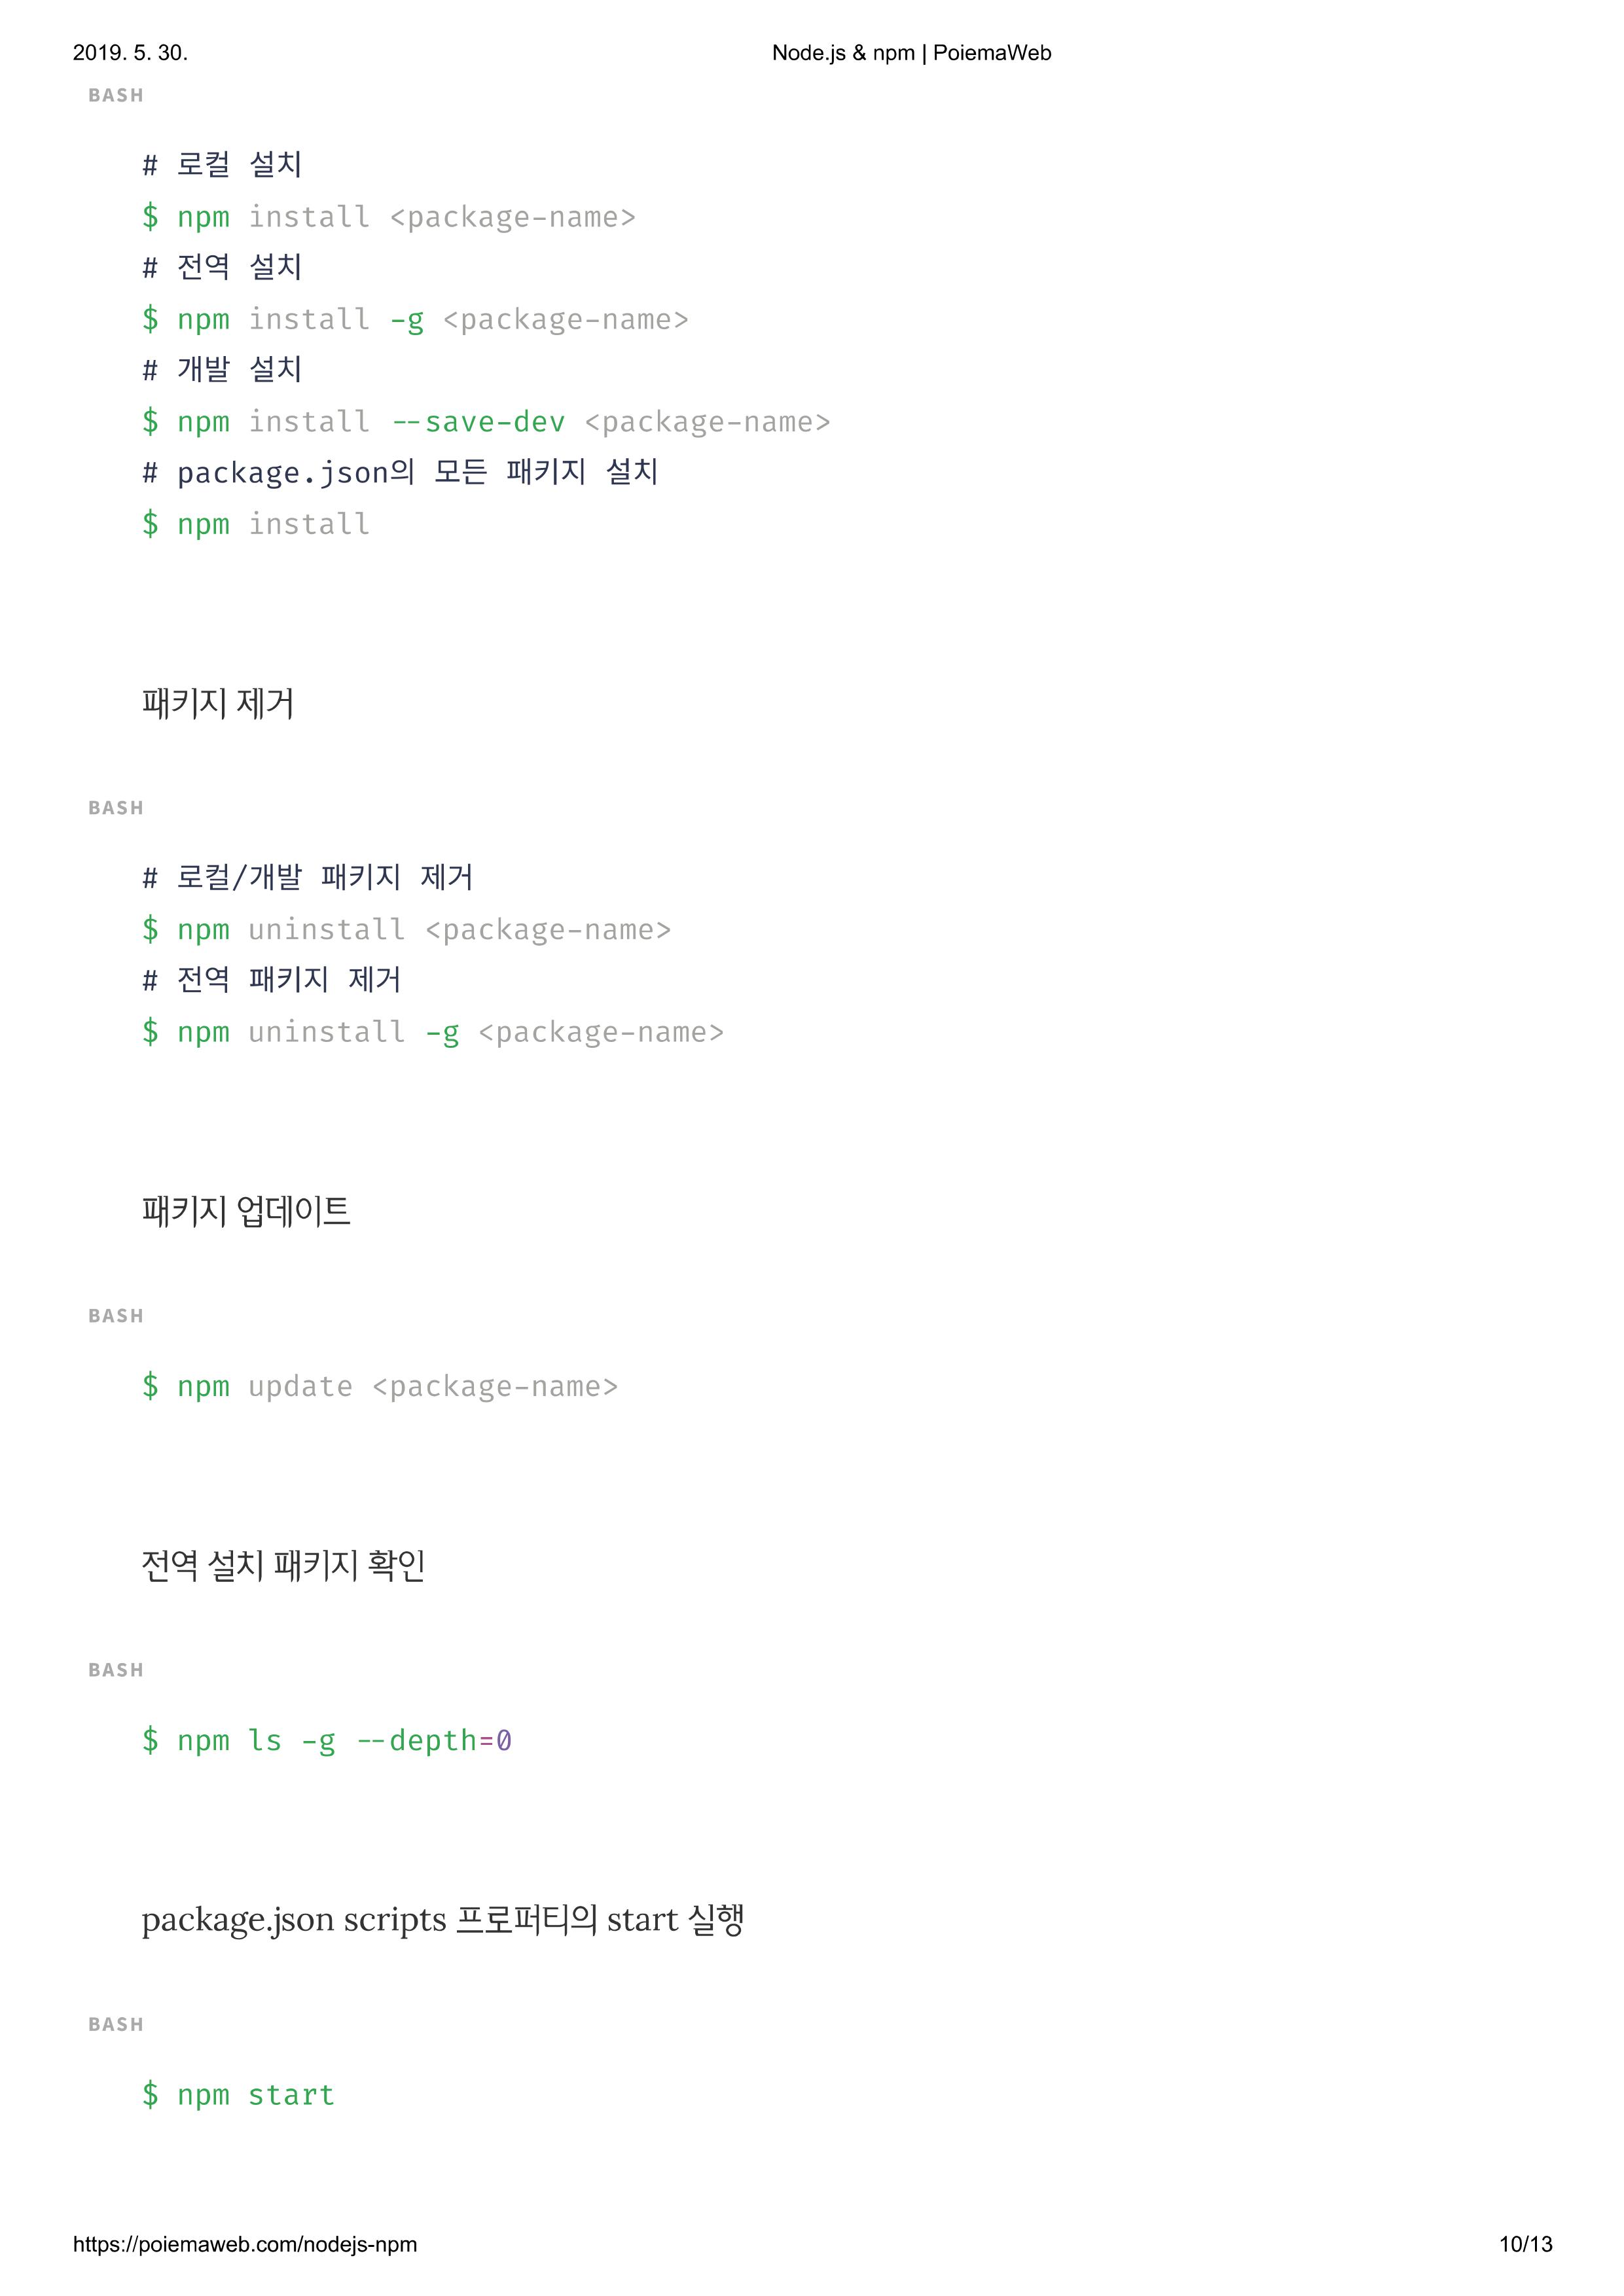 2019. 5. 30.
Node.js & npm | PoiemaWeb
BASH
# 로컬 설치
$ npm install <package-name>
# 전역 설치
$ npm install -g <package-name>
# 개발 설치
$ npm install --save-dev <package-name>
# package.json의 모든 패키지 설치
$ npm install
패키지 제거
BASH
# 로컬/개발 패키지 제거
$ npm uninstall <package-name>
# 전역 패키지 제거
$ npm uninstall -g <package-name>
패키지 업데이트
BASH
$ npm update <package-name>
전역 설치 패키지 확인
BASH
$ npm ls -g --depth=0
package.json scripts 프로퍼티의 start 실행
BASH
$ npm start
https://poiemaweb.com/nodejs-npm
10/13